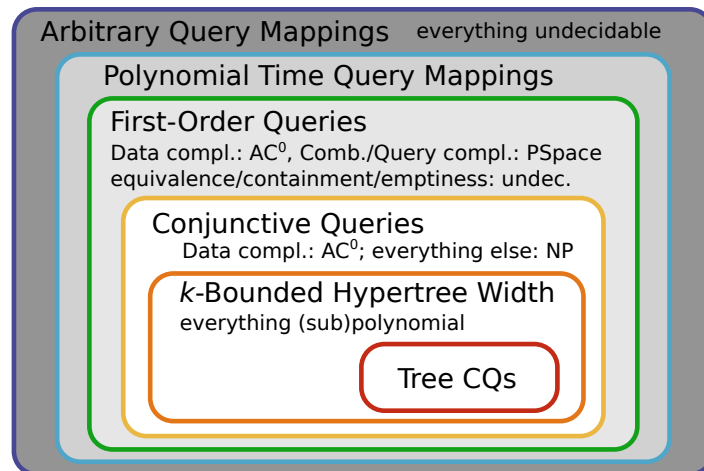 Arbitrary Query Mappings everything undecidable
Polynomial Time Query Mappings
First-Order Queries
Data compl.: AC⁰, Comb./Query compl.: PSpace
equivalence/containment/emptiness: undec.
Conjunctive Queries
Data compl.: AC⁰; everything else: NP
k-Bounded Hypertree Width
everything (sub)polynomial
Tree CQs